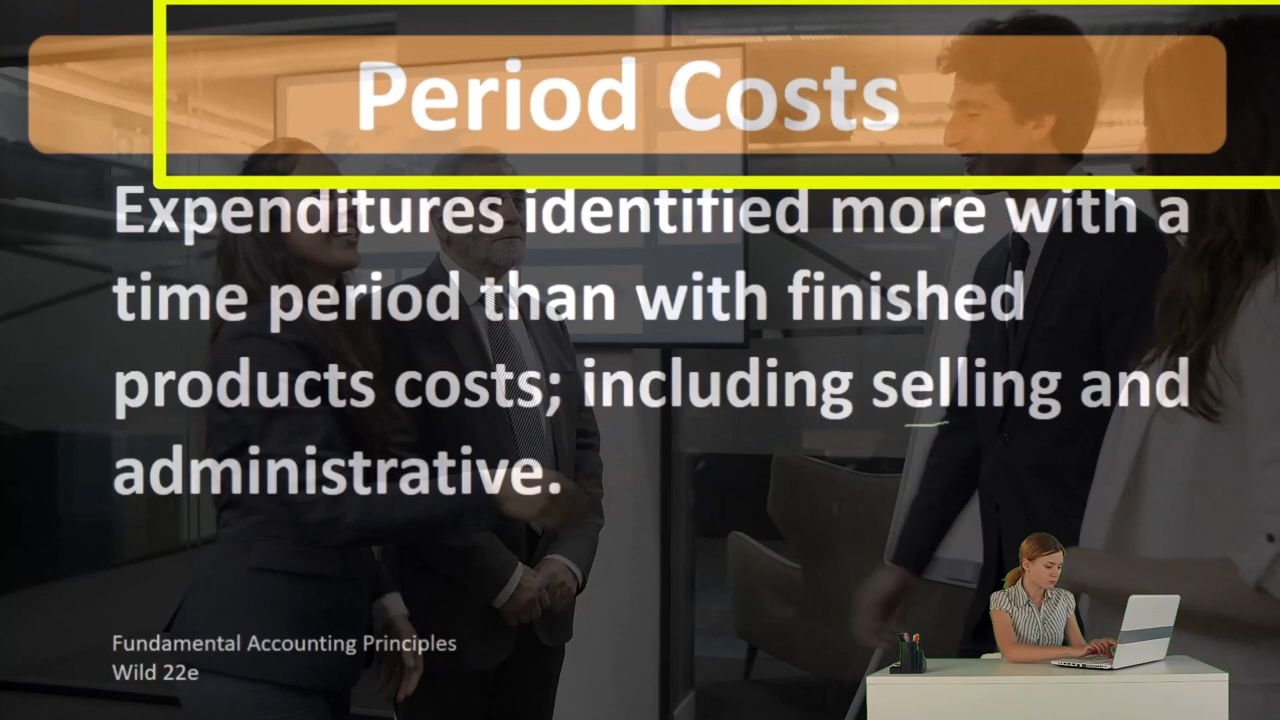 Period Costs
Expenditures identified more with a
time period than with finished
products costs; including selling and
administrative.
Fundamental Accounting Principles
Wild 22e